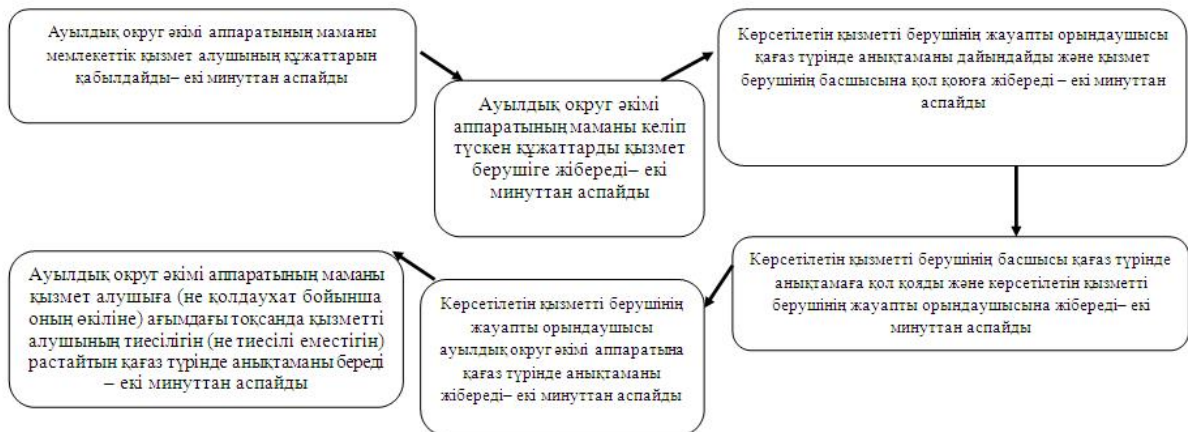 Ауыл округ әкімі аппаратының маманы
мемлекеттік қызмет алушының құжаттарын
қабылдайды– екі минуттан аспайды
Ауылдық округ әкімі
аппаратының маманы келіп
түскен құжаттарды қызмет
берушіге жібереді– екі
минуттан аспайды
Көрсетілетін қызметті берушінің жауапты орындаушысы
қағаз түрінде анықтаманы дайындайды және қызмет
берушінің басшысына қол қоюға жібереді – екі минуттан
аспайды
Көрсетілетін қызметті берушінің басшысы қағаз түрінде
анықтамаға қол қояды және көрсетілетін қызметті
берушінің жауапты орындаушысына жібереді– екі
минуттан аспайды
Көрсетілетін қызметті берушінің
жауапты орындаушысы
ауылдық округ әкімі аппаратына
қағаз түрінде анықтаманы
жібереді– екі минуттан аспайды
Ауылдық округ әкімі аппаратының маманы
қызмет алушыға (не қолдаухат бойынша
оның өкіліне) ағымдағы тоқсанда қызметті
алушының тиесілігін (не тиесілі еместігін)
растайтын қағаз түрінде анықтаманы береді
– екі минуттан аспайды